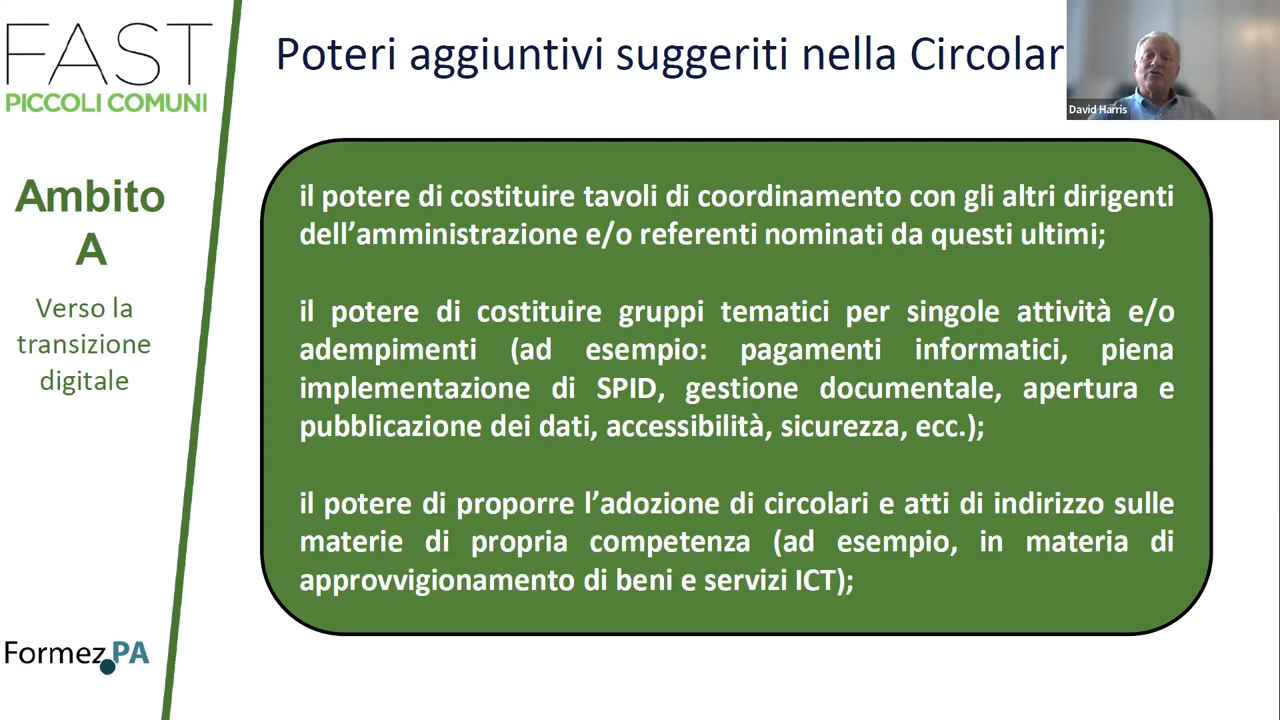 FAST
PICCOLI COMUNI
Poteri aggiuntivi suggeriti nella Circolar
David Harris
Ambito
A
Verso la
transizione
digitale
il potere di costituire tavoli di coordinamento con gli altri dirigenti
dell’amministrazione e/o referenti nominati da questi ultimi;
il potere di costituire gruppi tematici per singole attività e/o
adempimenti (ad esempio: pagamenti informatici, piena
implementazione di SPID, gestione documentale, apertura e
pubblicazione dei dati, accessibilità, sicurezza, ecc.);
il potere di proporre l’adozione di circolari e atti di indirizzo sulle
materie di propria competenza (ad esempio, in materia di
approvvigionamento di beni e servizi ICT);
Formez PA